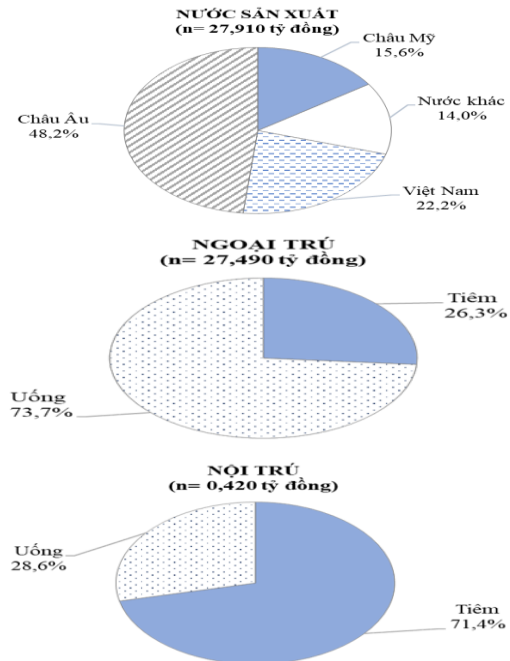 NƯỚC SẢN XUẤT
(n= 27,910 tỷ đồng)
Châu Mỹ
15,6%
Nước khác
14,0%
Châu Âu
48,2%
Việt Nam
22,2%
NGOẠI TRÚ
(n= 27,490 tỷ đồng)
Tiêm
26,3%
Uống
73,7%
NỘI TRÚ
(n= 0,420 tỷ đồng)
Uống
28,6%
Tiêm
71,4%